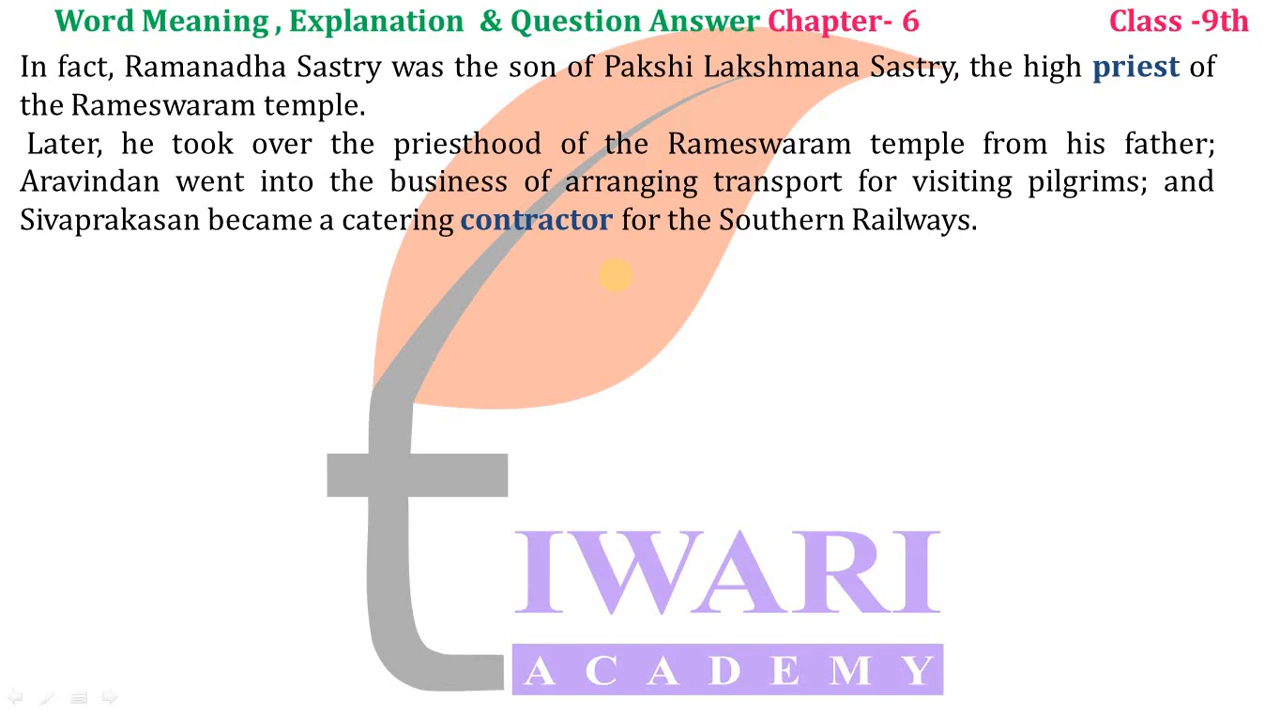 Word Meaning , Explanation & Question Answer Chapter- 6 Class -9th
In fact, Ramanadha Sastry was the son of Pakshi Lakshmana Sastry, the high priest of
the Rameswaram temple.
Later, he took over the priesthood of the Rameswaram temple from his father;
Aravindan went into the business of arranging transport for visiting pilgrims; and
Sivaprakasan became a catering contractor for the Southern Railways.
tIWARI
ACADEMY